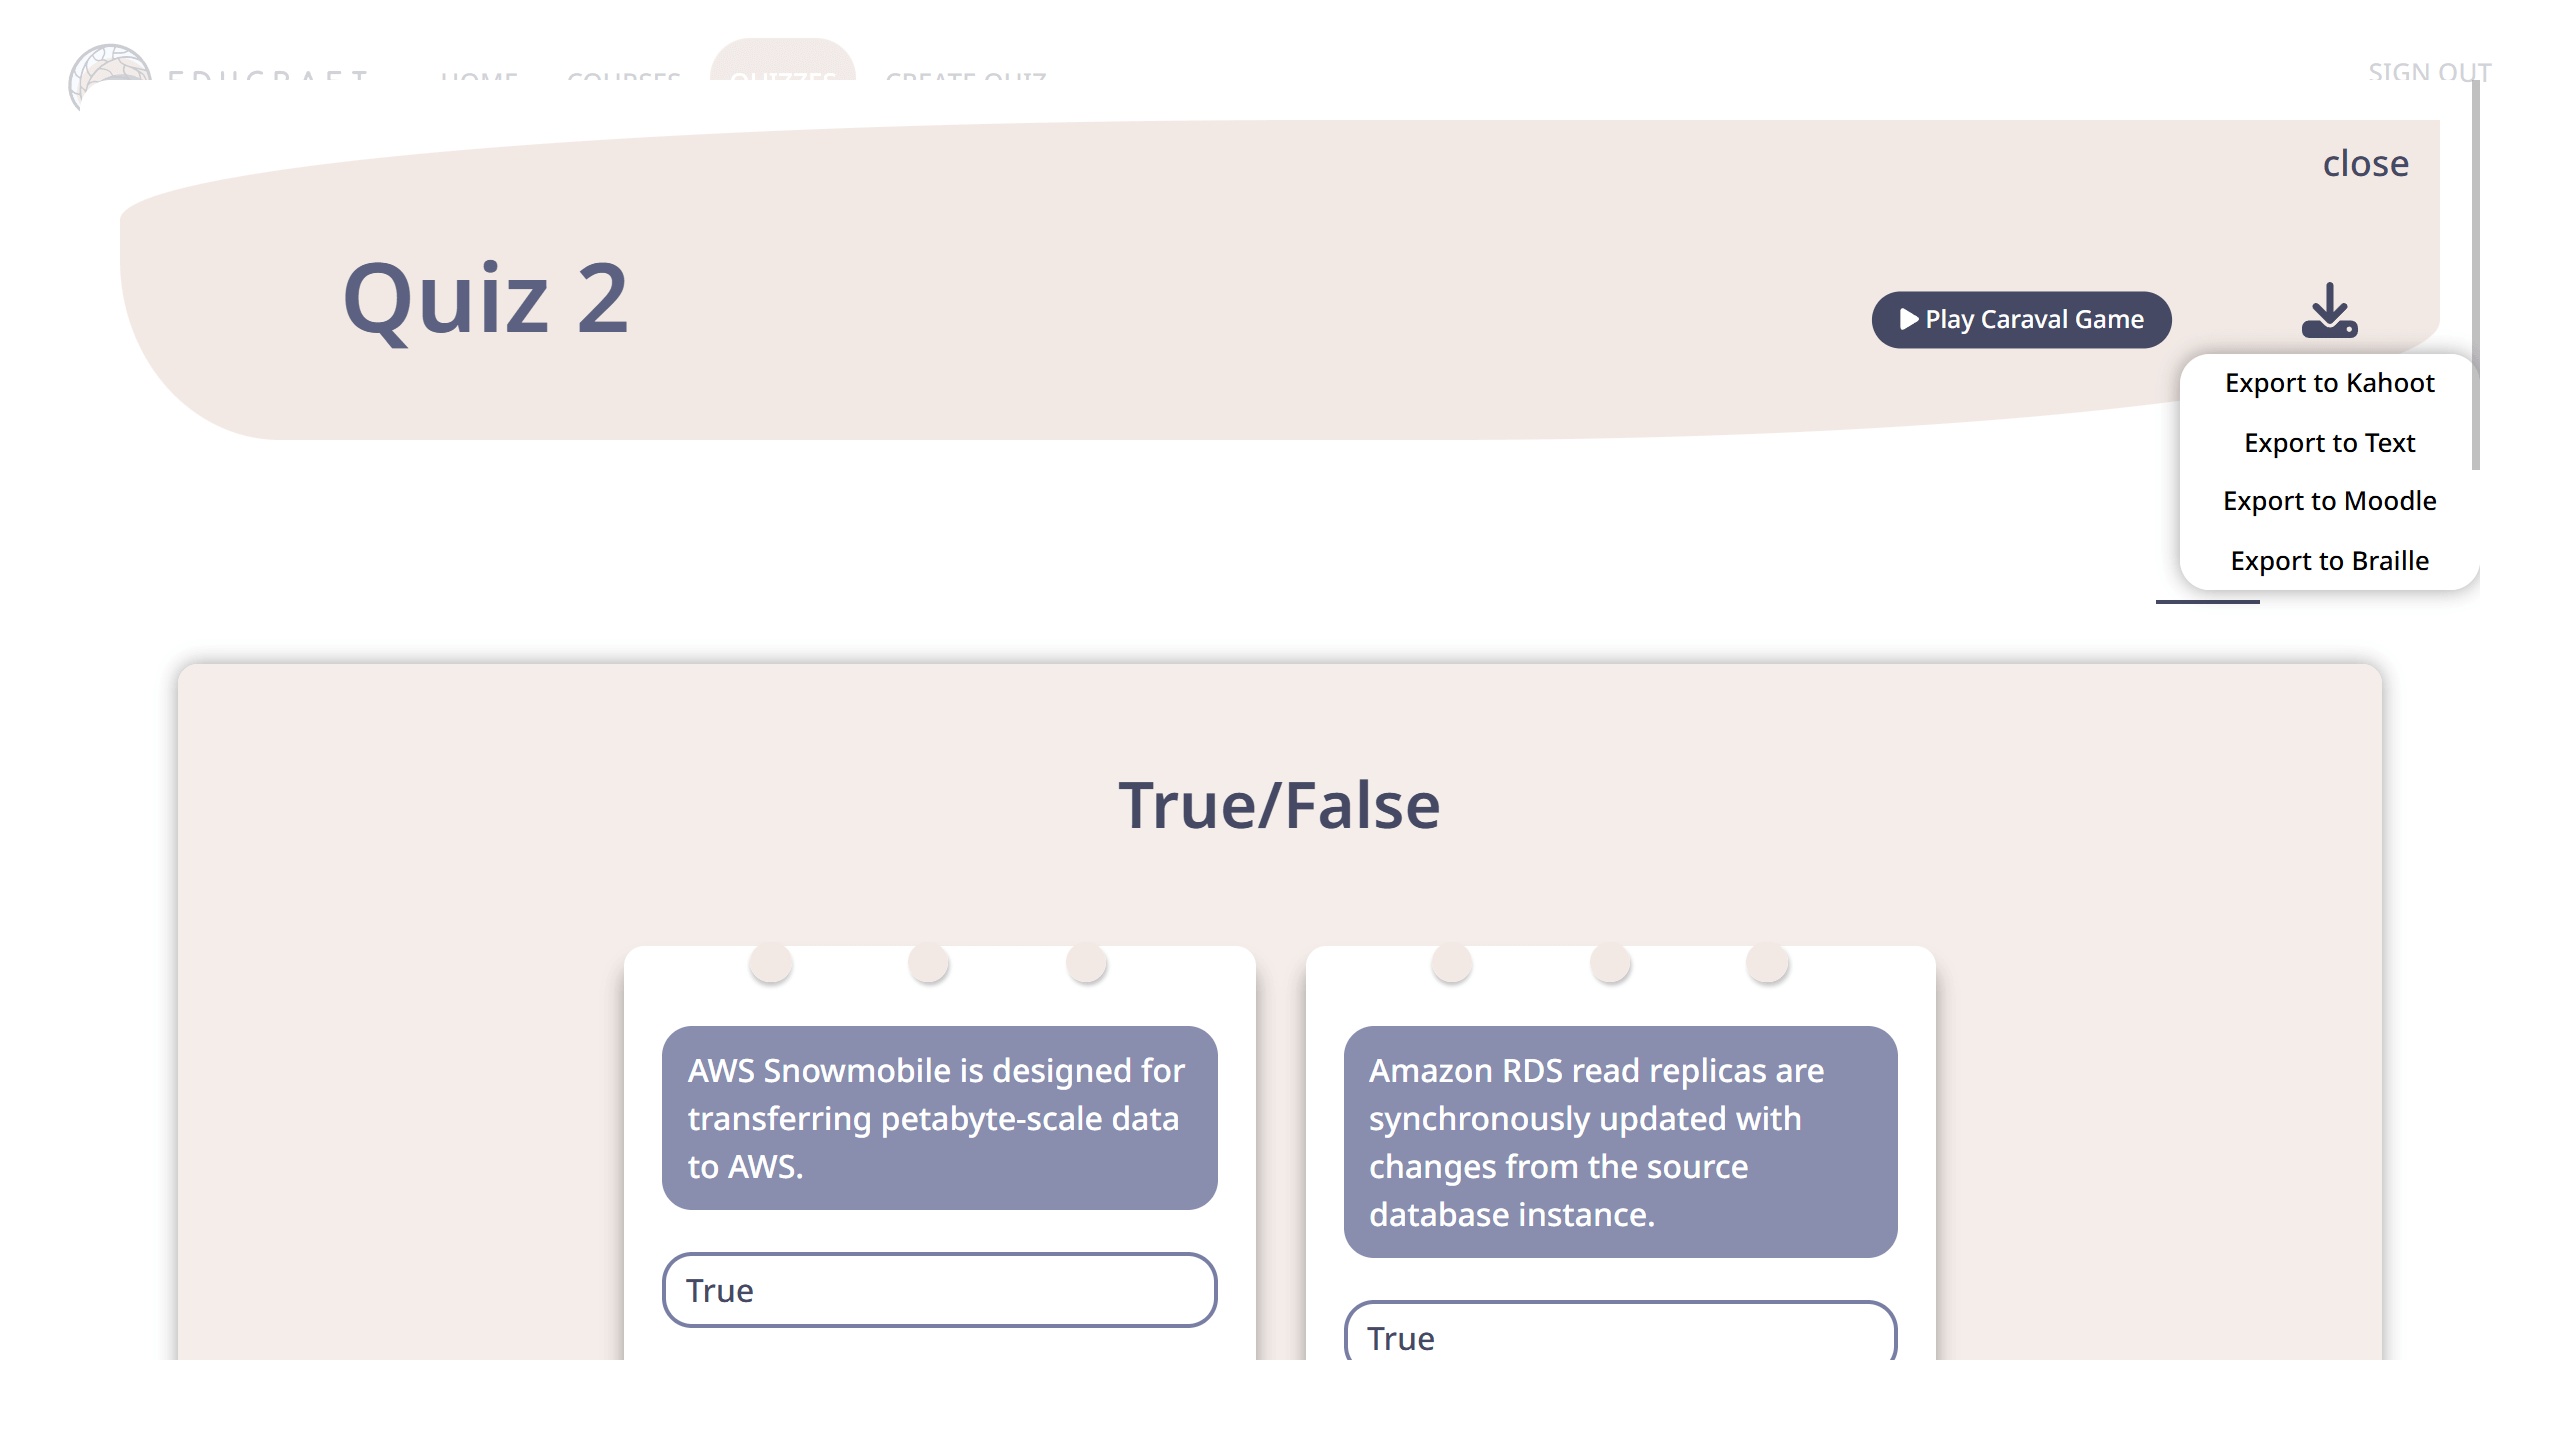 EDUCRAFT HOME COURSES QUIZZES CREATE QUIZ SIGN OUT
close
Quiz 2
Play Caraval Game
Export to Kahoot
Export to Text
Export to Moodle
Export to Braille
True/False
AWS Snowmobile is designed for
transferring petabyte-scale data
to AWS.
True
Amazon RDS read replicas are
synchronously updated with
changes from the source
database instance.
True